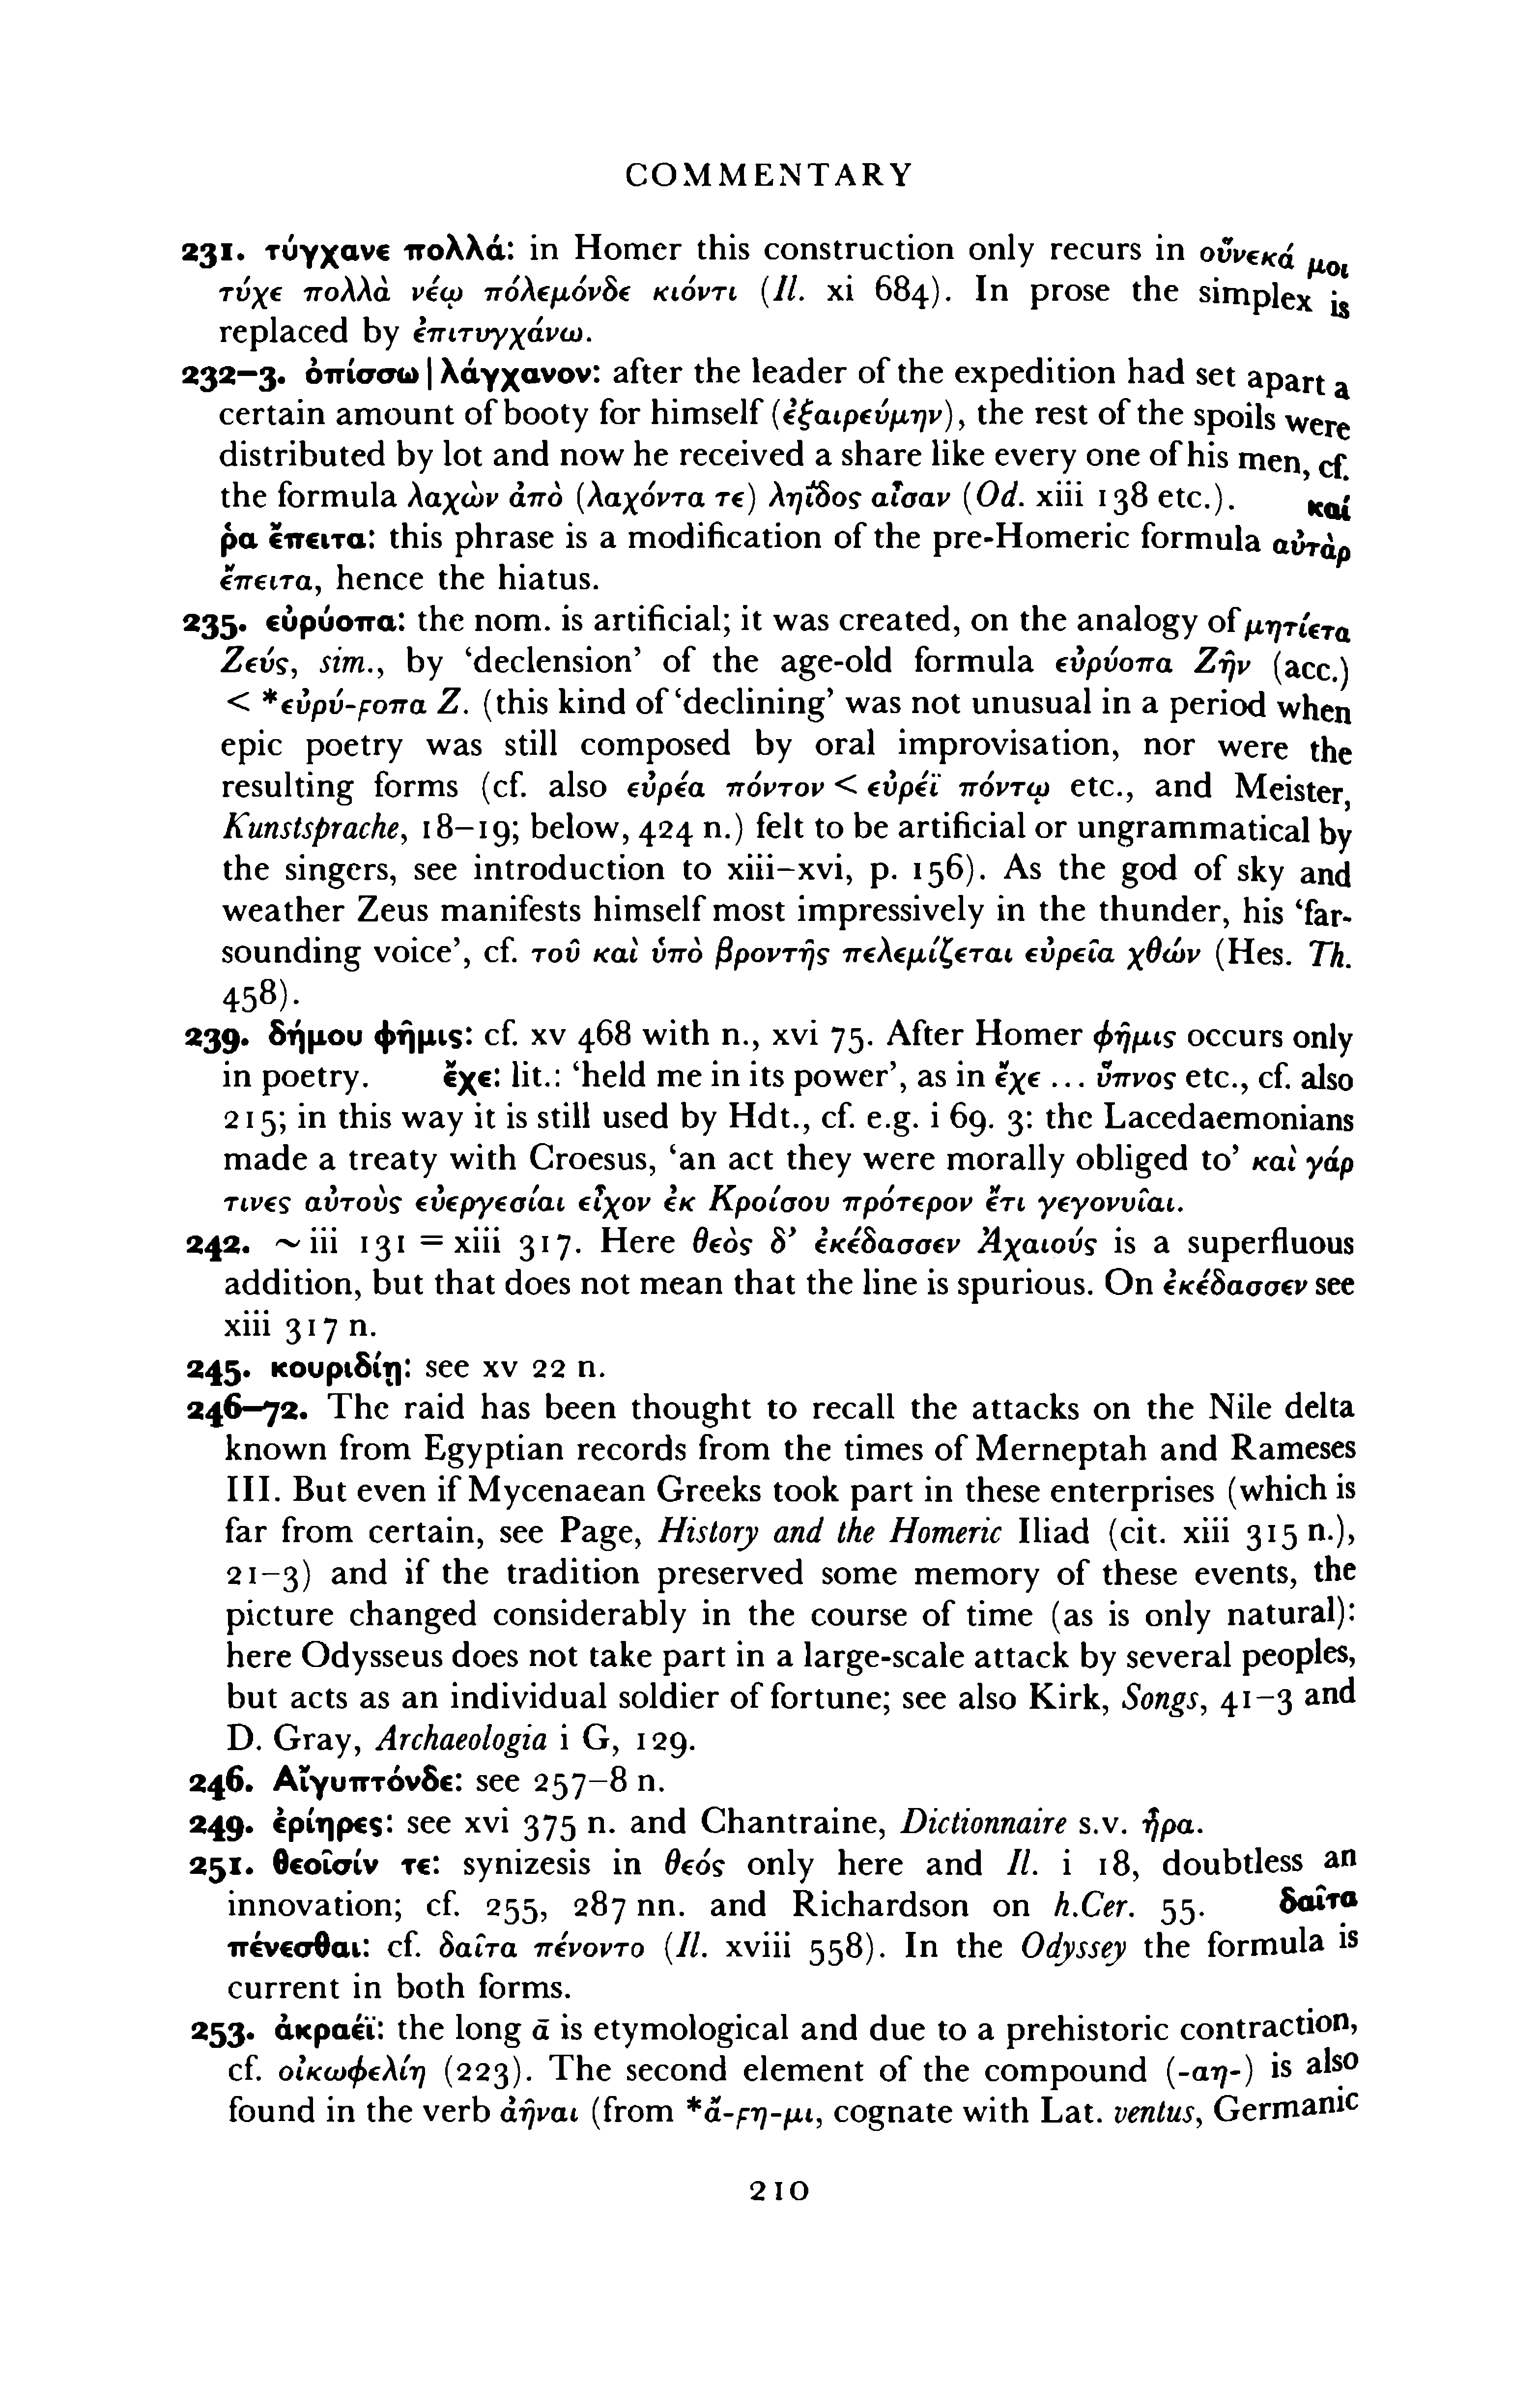 COMMENTARY
231. τύγχανε πολλά: in Homer this construction only recurs in οὕνεκά μοι
τύχε πολλὰ νέῳ πόλεμόνδε κιόντι (Il. xi 684). In prose the simplex is
replaced by ἐπιτυγχάνω.
232–3. ὀπίσσω | λάγχανον: after the leader of the expedition had set apart a
certain amount of booty for himself (ἐξαιρεύμην), the rest of the spoils were
distributed by lot and now he received a share like every one of his men, cf.
the formula λαχὼν ἀπὸ (λαχόντα τε) ληΐδος αἶσαν (Od. xiii 138 etc.). καί
ῥα ἔπειτα: this phrase is a modification of the pre-Homeric formula αὐτὰρ
ἔπειτα, hence the hiatus.
235. εὐρύοπα: the nom. is artificial; it was created, on the analogy of μητίετα
Ζεύς, sim., by ‘declension’ of the age-old formula εὐρύοπα Ζῆν (acc.)
< *εὐρύ-ϝοπα Ζ. (this kind of ‘declining’ was not unusual in a period when
epic poetry was still composed by oral improvisation, nor were the
resulting forms (cf. also εὐρέα πόντον < εὐρέϊ πόντῳ etc., and Meister,
Kunstsprache, 18–19; below, 424 n.) felt to be artificial or ungrammatical by
the singers, see introduction to xiii–xvi, p. 156). As the god of sky and
weather Zeus manifests himself most impressively in the thunder, his ‘far-
sounding voice’, cf. τοῦ καὶ ὑπὸ βροντῆς πελεμίζεται εὐρεῖα χθών (Hes. Th.
458).
239. δήμου φῆμις: cf. xv 468 with n., xvi 75. After Homer φῆμις occurs only
in poetry. ἔχε: lit.: ‘held me in its power’, as in ἔχε ... ὕπνος etc., cf. also
215; in this way it is still used by Hdt., cf. e.g. i 69. 3: the Lacedaemonians
made a treaty with Croesus, ‘an act they were morally obliged to’ καὶ γάρ
τινες αὐτοὺς εὐεργεσίαι εἶχον ἐκ Κροίσου πρότερον ἔτι γεγονυῖαι.
242. ~ iii 131 = xiii 317. Here θεὸς δ’ ἐκέδασσεν Ἀχαιούς is a superfluous
addition, but that does not mean that the line is spurious. On ἐκέδασσεν see
xiii 317 n.
245. κουριδίῃ: see xv 22 n.
246–72. The raid has been thought to recall the attacks on the Nile delta
known from Egyptian records from the times of Merneptah and Rameses
III. But even if Mycenaean Greeks took part in these enterprises (which is
far from certain, see Page, History and the Homeric Iliad (cit. xiii 315 n.),
21–3) and if the tradition preserved some memory of these events, the
picture changed considerably in the course of time (as is only natural):
here Odysseus does not take part in a large-scale attack by several peoples,
but acts as an individual soldier of fortune; see also Kirk, Songs, 41–3 and
D. Gray, Archaeologia i G, 129.
246. Αἴγυπτόνδε: see 257–8 n.
249. ἐρίηρες: see xvi 375 n. and Chantraine, Dictionnaire s.v. ἦρα.
251. θεοῖσίν τε: synizesis in θεός only here and Il. i 18, doubtless an
innovation; cf. 255, 287 nn. and Richardson on h.Cer. 55. δαῖτα
πένεσθαι: cf. δαῖτα πένοντο (Il. xviii 558). In the Odyssey the formula is
current in both forms.
253. ἀκραέϊ: the long ᾱ is etymological and due to a prehistoric contraction,
cf. οἰκωφελίη (223). The second element of the compound (-αη-) is also
found in the verb ἀῆναι (from *ἄ-ϝη-μι, cognate with Lat. ventus, Germanic
210